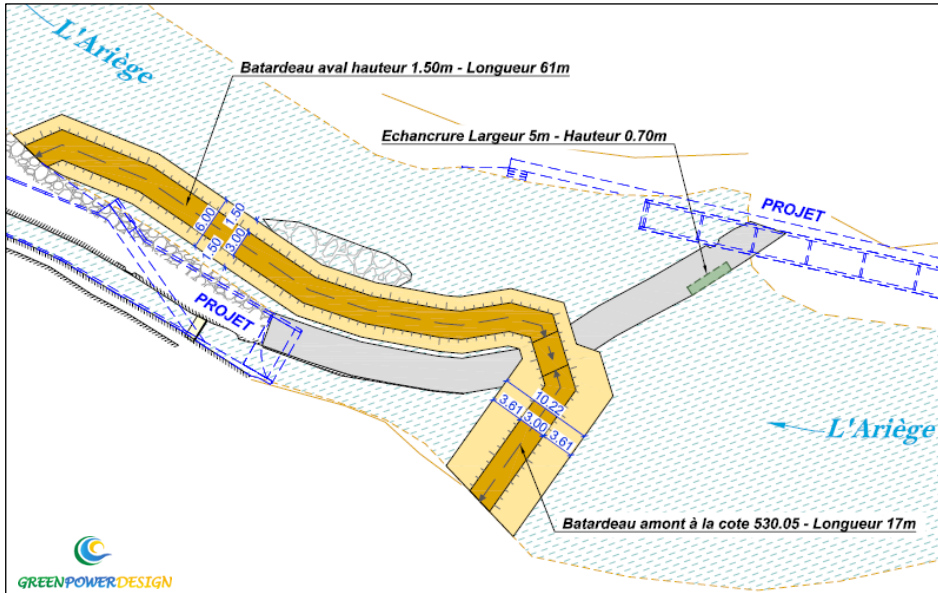 L'Ariège
Batardeau aval hauteur 1.50m - Longueur 61m
Echancrure Largeur 5m - Hauteur 0.70m
PROJET
6.00
1.50
1.50
3.00
PROJET
10.22
3.61
3.00
3.61
L'Ariège
Batardeau amont à la cote 530.05 - Longueur 17m
GREENPOWERDESIGN